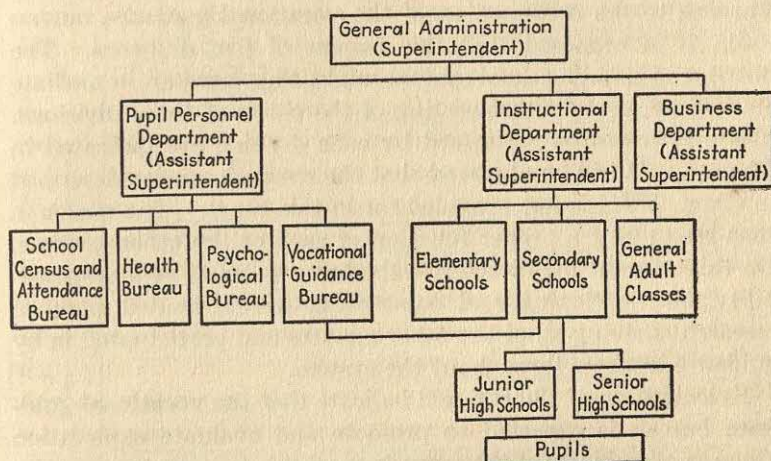 General Administration
(Superintendent)
Pupil Personnel
Department
(Assistant
Superintendent)
Instructional
Department
(Assistant
Superintendent)
Business
Department
(Assistant
Superintendent)
School
Census and
Attendance
Bureau
Health
Bureau
Psycho-
logical
Bureau
Vocational
Guidance
Bureau
Elementary
Schools
Secondary
Schools
General
Adult
Classes
Junior
High Schools
Senior
High Schools
Pupils